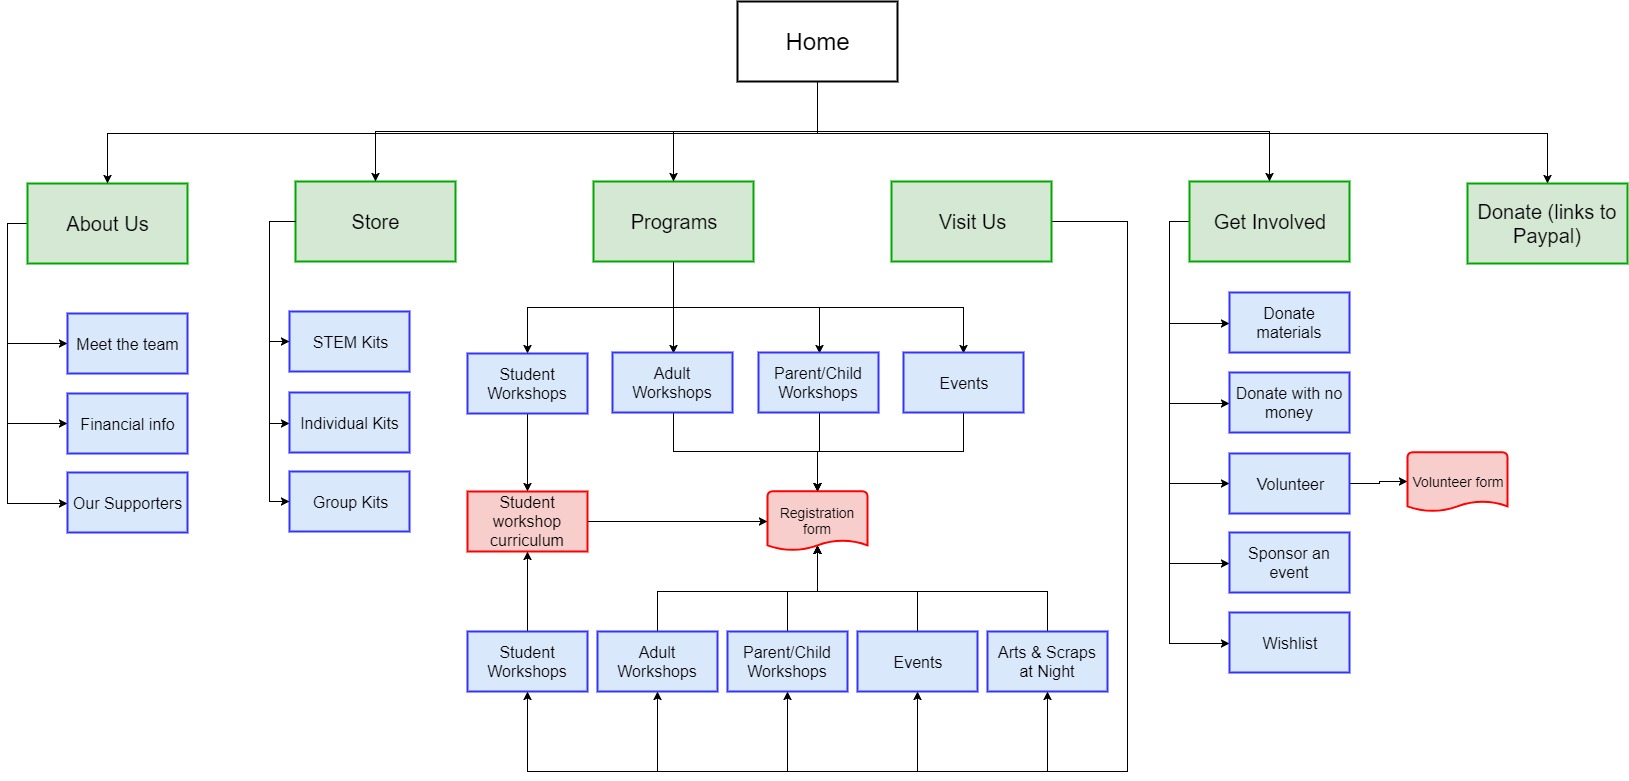 Home
About Us
Store
Programs
Visit Us
Get Involved
Donate (links to
Paypal)
Meet the team
Financial info
Our Supporters
STEM Kits
Individual Kits
Group Kits
Student
Workshops
Adult
Workshops
Parent/Child
Workshops
Events
Student
workshop
curriculum
Registration
form
Student
Workshops
Adult
Workshops
Parent/Child
Workshops
Events
Arts & Scraps
at Night
Donate
materials
Donate with no
money
Volunteer
Volunteer form
Sponsor an
event
Wishlist